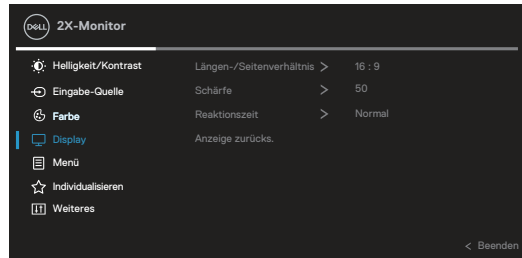 DELL 2X-Monitor
Helligkeit/Kontrast Längen-/Seitenverhältnis > 16 : 9
Eingabe-Quelle Schärfe > 50
Farbe Reaktionszeit > Normal
Display Anzeige zurücks.
Menü
Individualisieren
Weiteres
< Beenden